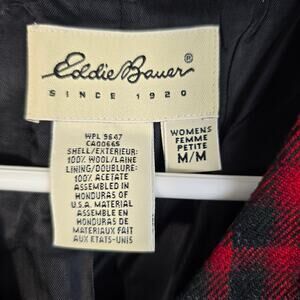 Eddie Bauer®
SINCE 1920
WOMENS
FEMME
PETITE
M/M
WPL 9647
CA00665
SHELL/EXTERIEUR:
100% WOOL/LAINE
LINING/DOUBLURE:
100% ACETATE
ASSEMBLED IN
HONDURAS OF
U.S.A. MATERIAL
ASSEMBLE EN
HONDURAS DE
MATERIAUX FAIT
AUX ETATS-UNIS